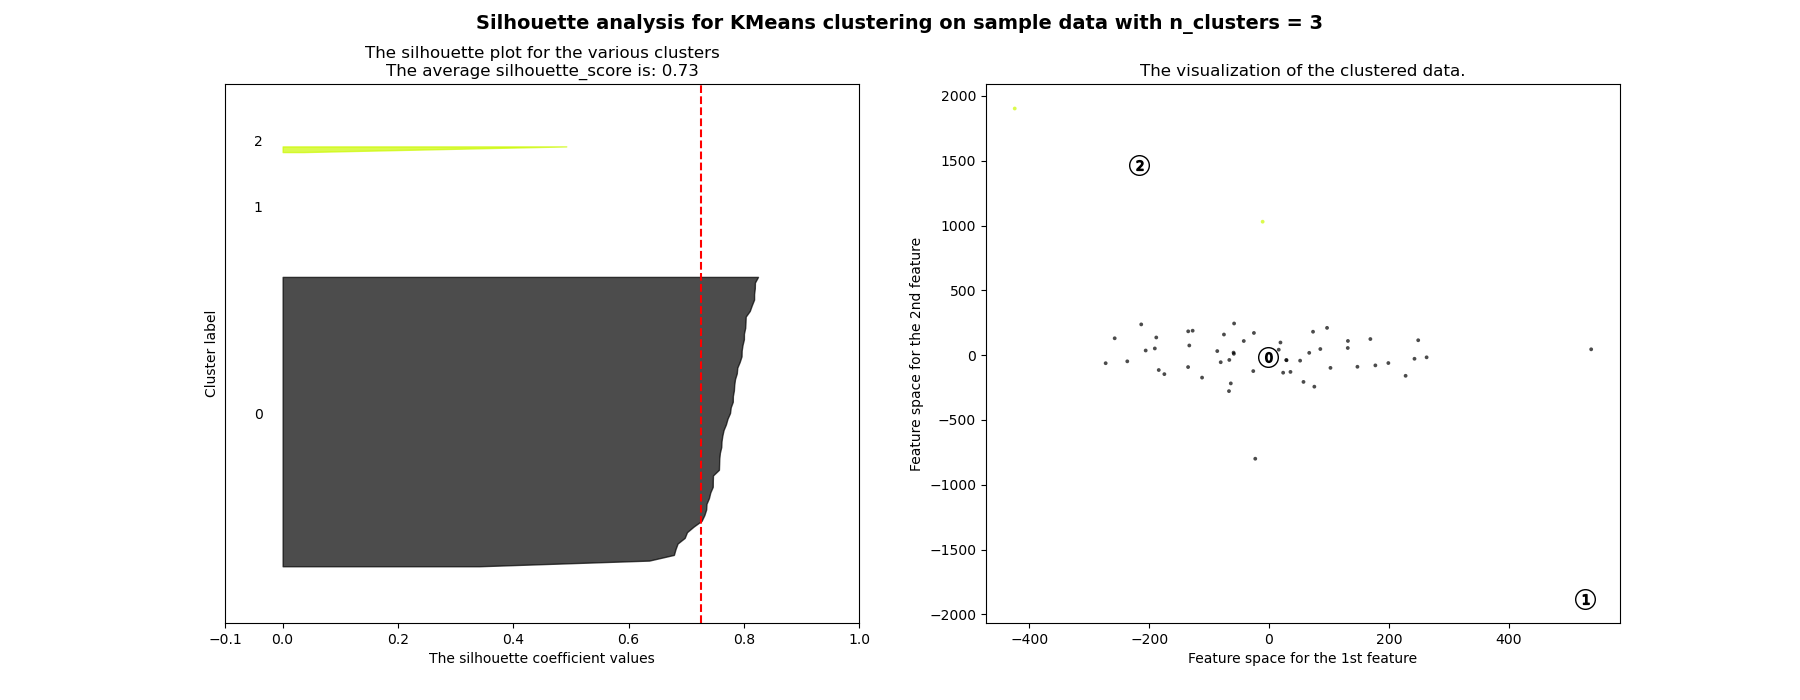 Silhouette analysis for KMeans clustering on sample data with n_clusters = 3
The silhouette plot for the various clusters
The average silhouette_score is: 0.73
2
1
0
Cluster label
−0.1 0.0 0.2 0.4 0.6 0.8 1.0
The silhouette coefficient values
The visualization of the clustered data.
2000
1500
1000
500
0
−500
−1000
−1500
−2000
Feature space for the 2nd feature
2
0
1
−400 −200 0 200 400
Feature space for the 1st feature